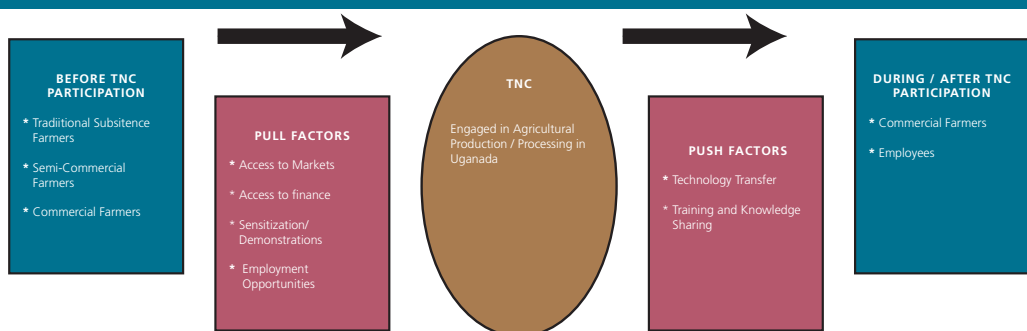 BEFORE TNC
PARTICIPATION
* Tradiitional Subsitence
Farmers
* Semi-Commercial
Farmers
* Commercial Farmers
PULL FACTORS
* Access to Markets
* Access to finance
* Sensitization/
Demonstrations
* Employment
Opportunities
TNC
Engaged in Agricultural
Production / Processing in
Uganada
PUSH FACTORS
* Technology Transfer
* Training and Knowledge
Sharing
DURING / AFTER TNC
PARTICIPATION
* Commercial Farmers
* Employees